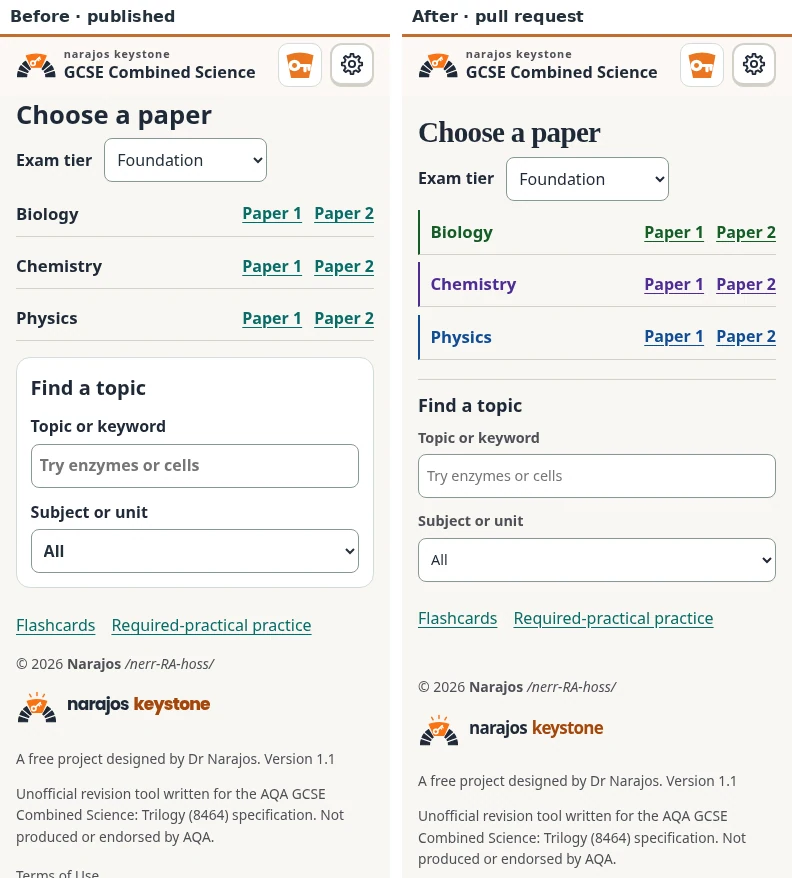 Before · published
narajos keystone
GCSE Combined Science
Choose a paper
Exam tier Foundation
Biology Paper 1 Paper 2
Chemistry Paper 1 Paper 2
Physics Paper 1 Paper 2
Find a topic
Topic or keyword
Try enzymes or cells
Subject or unit
All
Flashcards Required-practical practice
© 2026 Narajos /nerr-RA-hoss/
narajos keystone
A free project designed by Dr Narajos. Version 1.1
Unofficial revision tool written for the AQA GCSE
Combined Science: Trilogy (8464) specification. Not
produced or endorsed by AQA.
Terms of Use
After · pull request
narajos keystone
GCSE Combined Science
Choose a paper
Exam tier Foundation
Biology Paper 1 Paper 2
Chemistry Paper 1 Paper 2
Physics Paper 1 Paper 2
Find a topic
Topic or keyword
Try enzymes or cells
Subject or unit
All
Flashcards Required-practical practice
© 2026 Narajos /nerr-RA-hoss/
narajos keystone
A free project designed by Dr Narajos. Version 1.1
Unofficial revision tool written for the AQA GCSE
Combined Science: Trilogy (8464) specification. Not
produced or endorsed by AQA.